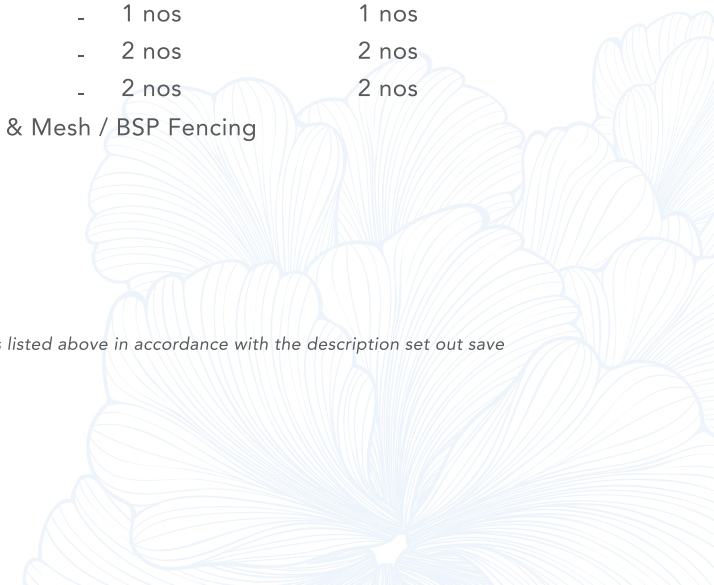 - 1 nos 1 nos
- 2 nos 2 nos
- 2 nos 2 nos
& Mesh / BSP Fencing
listed above in accordance with the description set out save